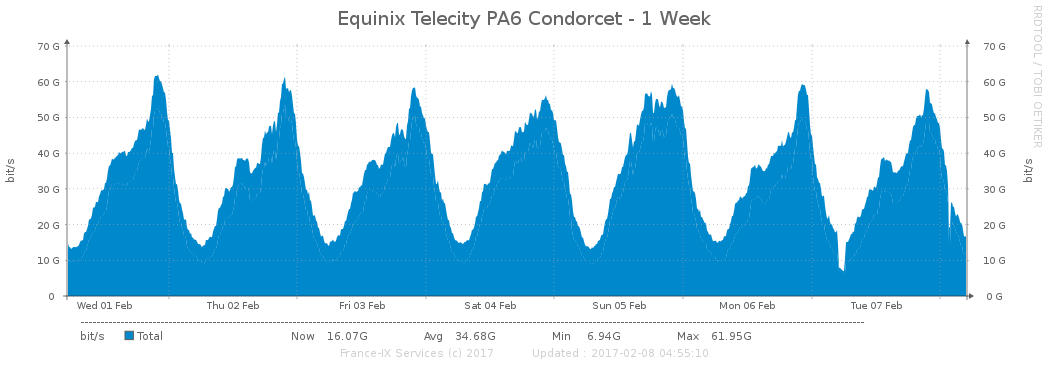 Equinix Telecity PA6 Condorcet - 1 Week
RRDTOOL / TOBI OETIKER
bit/s
70 G
60 G
50 G
40 G
30 G
20 G
10 G
0
70 G
60 G
50 G
40 G
30 G
20 G
10 G
0 G
bit/s
Wed 01 Feb Thu 02 Feb Fri 03 Feb Sat 04 Feb Sun 05 Feb Mon 06 Feb Tue 07 Feb
bit/s Total Now 16.07G Avg 34.68G Min 6.94G Max 61.95G
France-IX Services (c) 2017 Updated : 2017-02-08 04:55:10